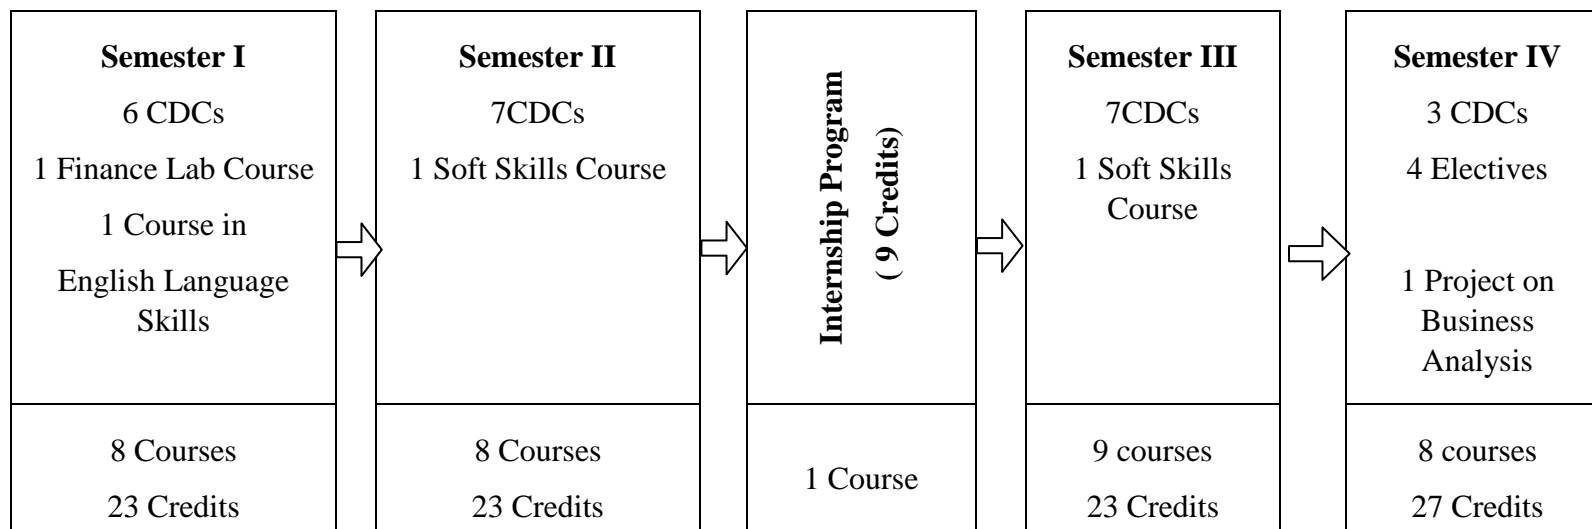 Semester I
6 CDCs
1 Finance Lab Course
1 Course in
English Language
Skills
8 Courses
23 Credits
Semester II
7CDCs
1 Soft Skills Course
8 Courses
23 Credits
Internship Program
( 9 Credits)
1 Course
Semester III
7CDCs
1 Soft Skills
Course
9 courses
23 Credits
Semester IV
3 CDCs
4 Electives
1 Project on
Business
Analysis
8 courses
27 Credits